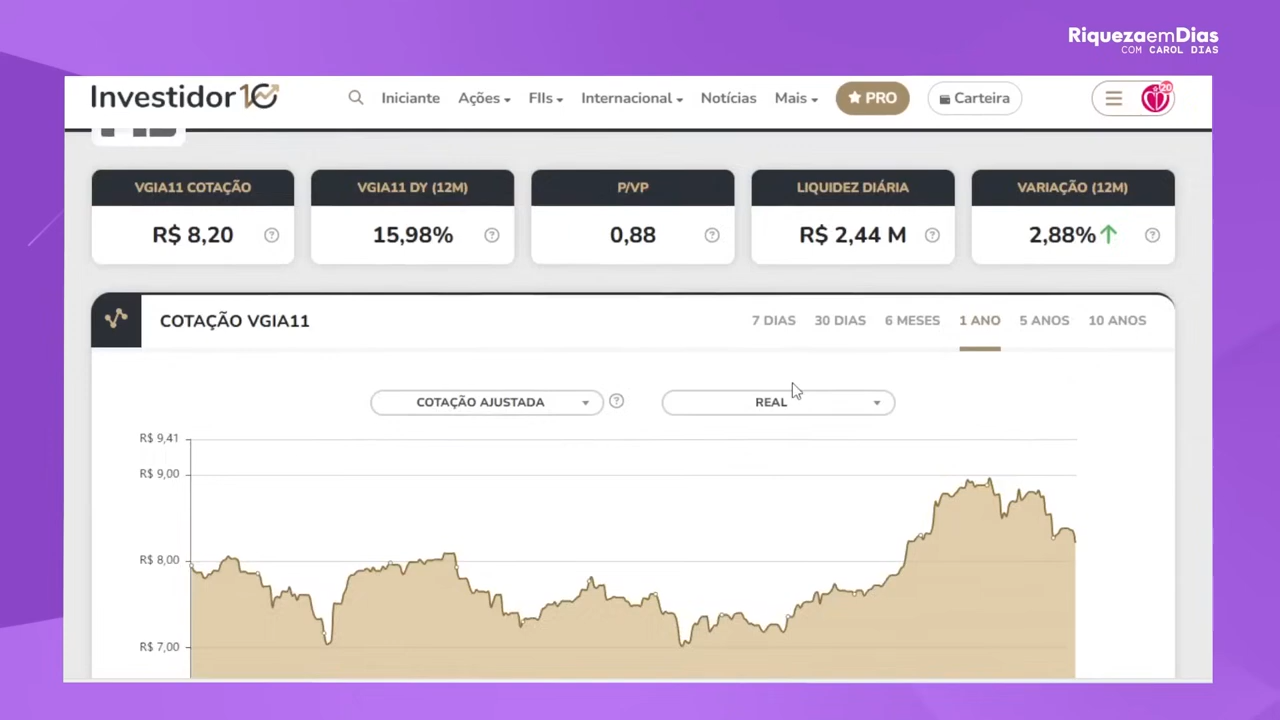 RiquezaemDias
COM CAROL DIAS
Investidor10
Iniciante Ações FIIs Internacional Notícias Mais PRO Carteira
20
VGIA11 COTAÇÃO VGIA11 DY (12M) P/VP LIQUIDEZ DIÁRIA VARIAÇÃO (12M)
R$ 8,20 ? 15,98% ? 0,88 ? R$ 2,44 M ? 2,88% ?
COTAÇÃO VGIA11 7 DIAS 30 DIAS 6 MESES 1 ANO 5 ANOS 10 ANOS
COTAÇÃO AJUSTADA ? REAL
R$ 9,41
R$ 9,00
R$ 8,00
R$ 7,00